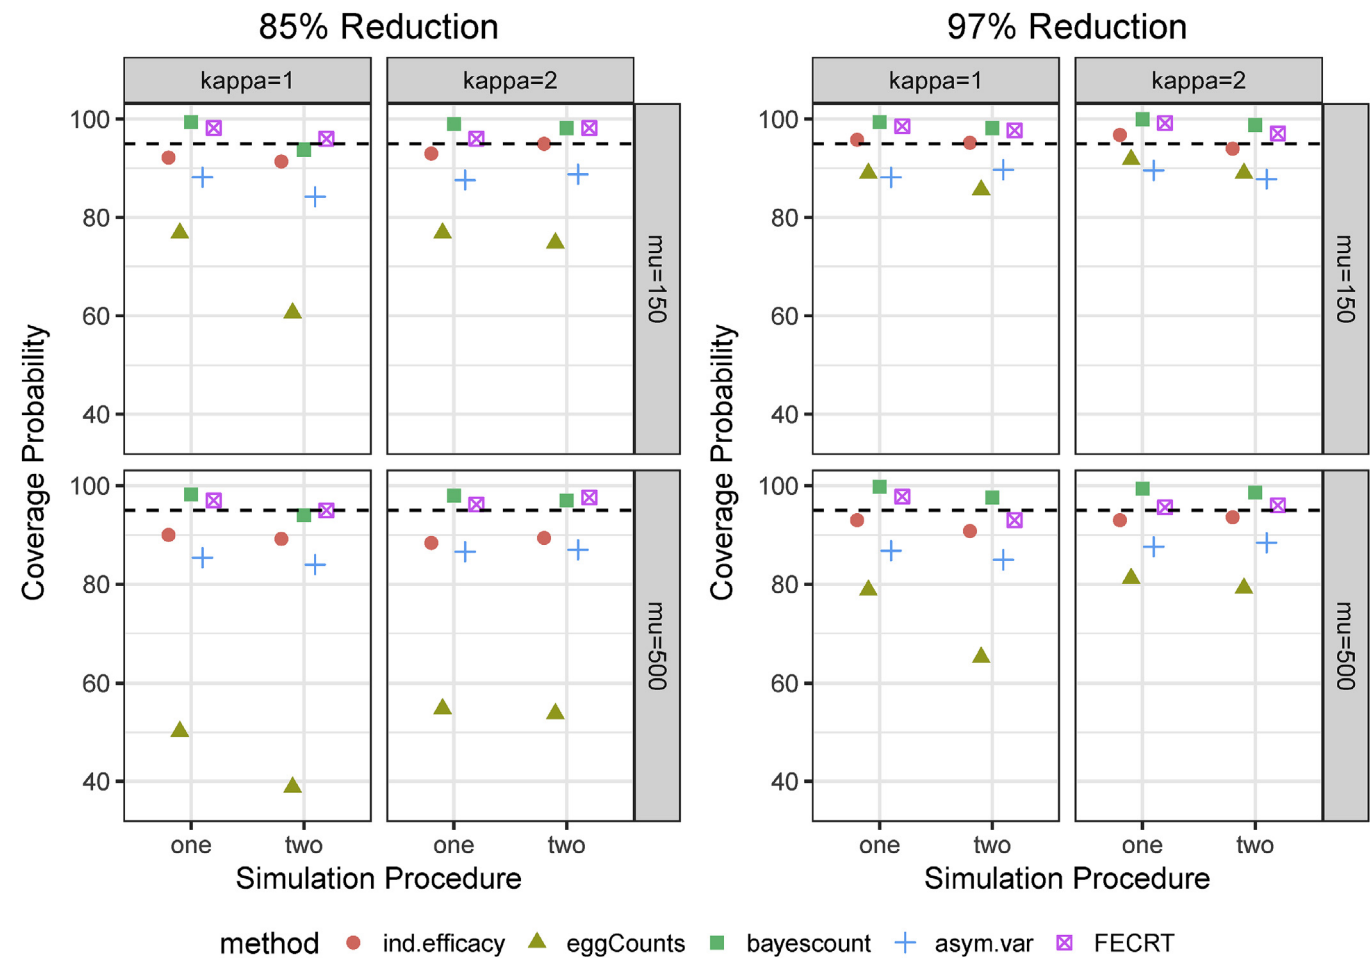 85% Reduction
kappa=1
kappa=2
Coverage Probability
100
80
60
40
mu=150
100
80
60
40
mu=500
one
two
one
two
Simulation Procedure
97% Reduction
kappa=1
kappa=2
Coverage Probability
100
80
60
40
mu=150
100
80
60
40
mu=500
one
two
one
two
Simulation Procedure
method ind.efficacy eggCounts bayescount asym.var FECRT